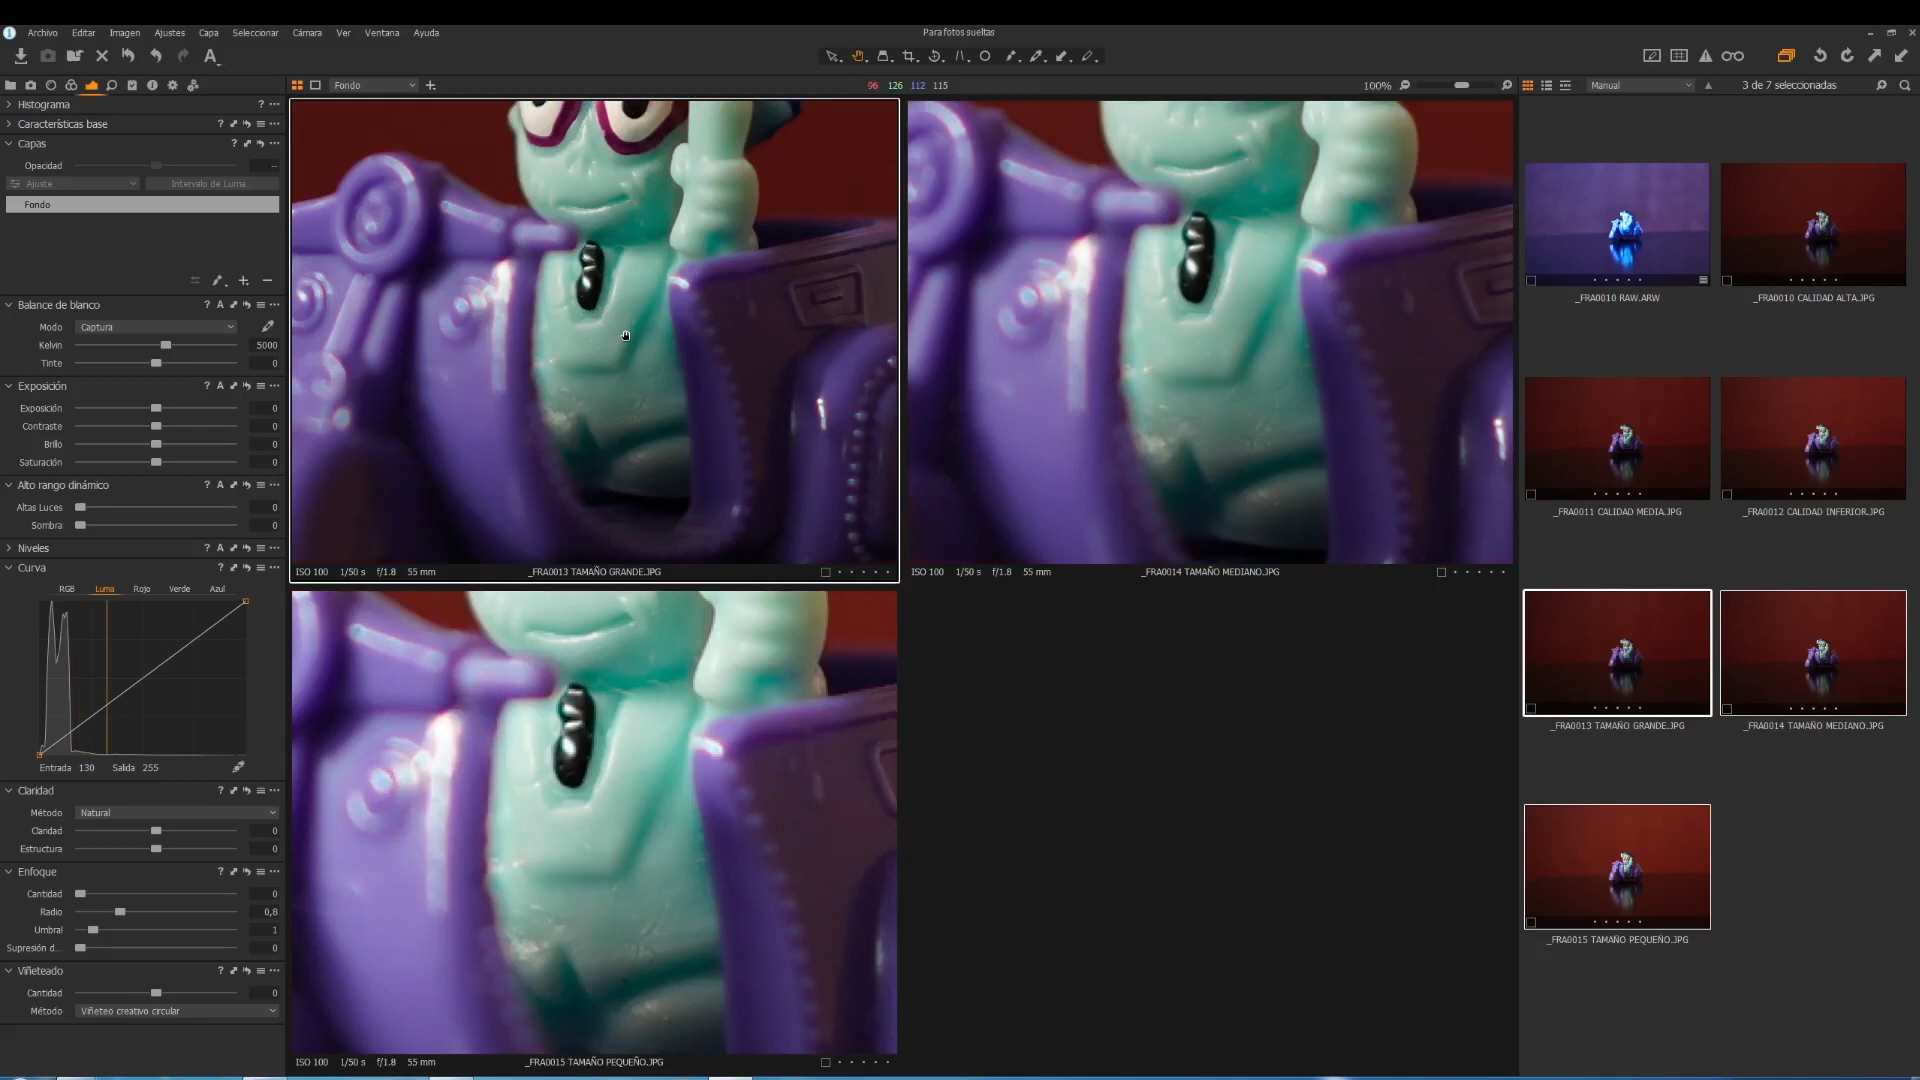 Para fotos sueltas
Archivo Editar Imagen Ajustes Capa Seleccionar Cámara Ver Ventana Ayuda
Fondo
96 126 112 115
100%
Manual
3 de 7 seleccionadas
Histograma
Características base
Capas
Opacidad --
Ajuste Intervalo de Luma...
Fondo
Balance de blanco
Modo Captura
Kelvin 5000
Tinte 0
Exposición
Exposición 0
Contraste 0
Brillo 0
Saturación 0
Alto rango dinámico
Altas Luces 0
Sombra 0
Niveles
Curva
RGB Luma Rojo Verde Azul
Entrada 130 Salida 255
Claridad
Método Natural
Claridad 0
Estructura 0
Enfoque
Cantidad 0
Radio 0,8
Umbral 1
Supresión d... 0
Viñeteado
Cantidad 0
Método Viñeteo creativo circular
ISO 100 1/50 s f/1.8 55 mm _FRA0013 TAMAÑO GRANDE.JPG
ISO 100 1/50 s f/1.8 55 mm _FRA0014 TAMAÑO MEDIANO.JPG
ISO 100 1/50 s f/1.8 55 mm _FRA0015 TAMAÑO PEQUEÑO.JPG
_FRA0010 RAW.ARW
_FRA0010 CALIDAD ALTA.JPG
_FRA0011 CALIDAD MEDIA.JPG
_FRA0012 CALIDAD INFERIOR.JPG
_FRA0013 TAMAÑO GRANDE.JPG
_FRA0014 TAMAÑO MEDIANO.JPG
_FRA0015 TAMAÑO PEQUEÑO.JPG